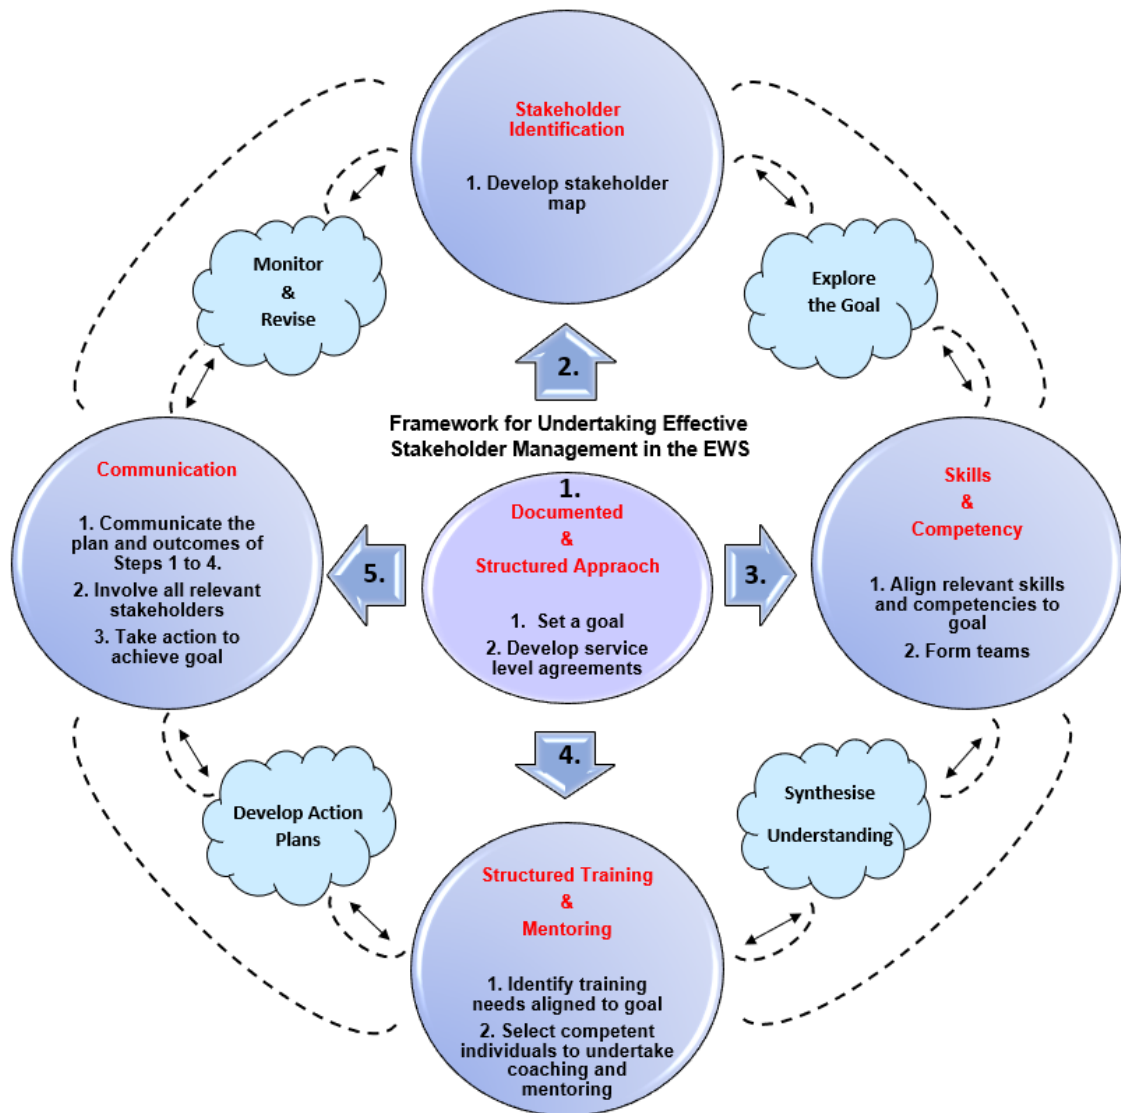 Stakeholder
Identification
1. Develop stakeholder
map
Monitor
&
Revise
Explore
the Goal
2.
Framework for Undertaking Effective
Stakeholder Management in the EWS
Communication
1. Communicate the
plan and outcomes of
Steps 1 to 4.
2. Involve all relevant
stakeholders
3. Take action to
achieve goal
5.
1.
Documented
&
Structured Appraoch
1. Set a goal
2. Develop service
level agreements
3.
Skills
&
Competency
1. Align relevant skills
and competencies to
goal
2. Form teams
4.
Develop Action
Plans
Synthesise
Understanding
Structured Training
&
Mentoring
1. Identify training
needs aligned to goal
2. Select competent
individuals to undertake
coaching and
mentoring